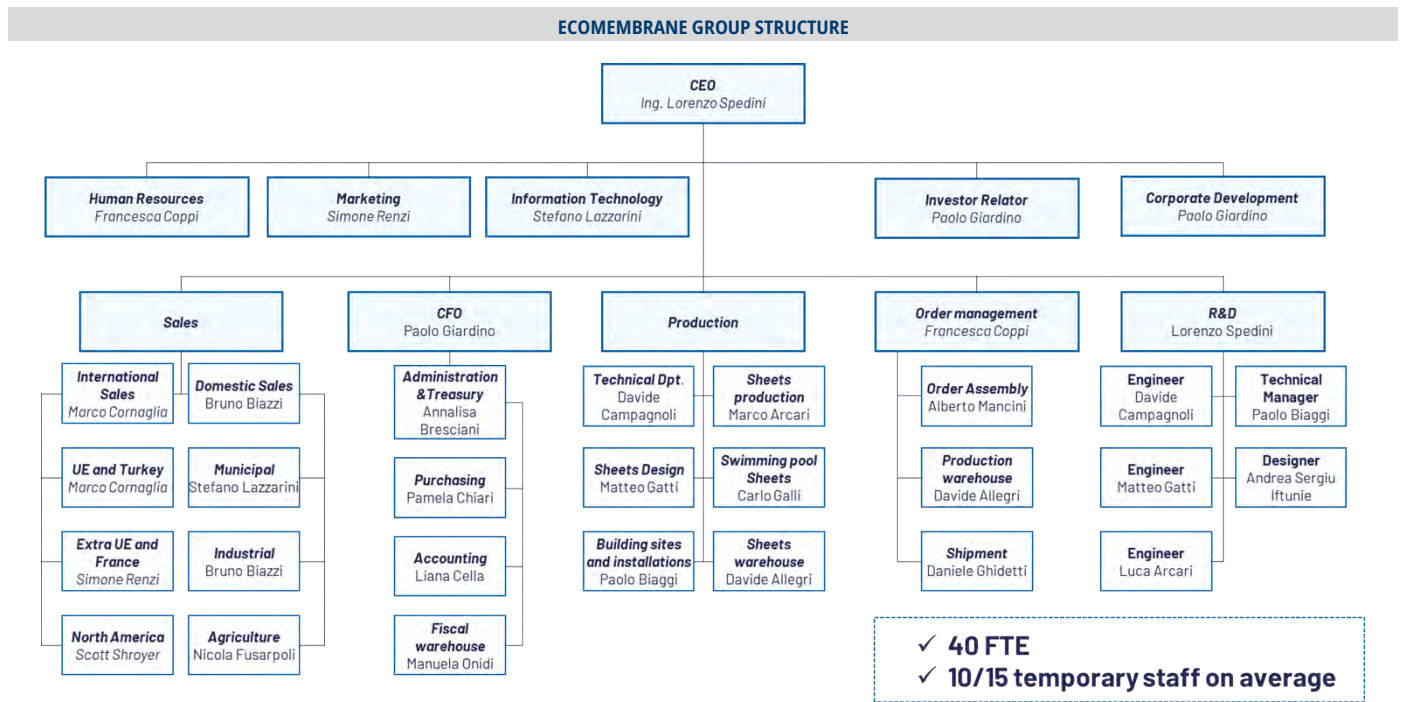 ECOMEMBRANE GROUP STRUCTURE
CEO
Ing. Lorenzo Spedini
Human Resources
Francesca Coppi
Marketing
Simone Renzi
Information Technology
Stefano Lazzarini
Investor Relator
Paolo Giardino
Corporate Development
Paolo Giardino
Sales
CFO
Paolo Giardino
Production
Order management
Francesca Coppi
R&D
Lorenzo Spedini
International
Sales
Marco Cornaglia
Domestic Sales
Bruno Biazzi
UE and Turkey
Marco Cornaglia
Municipal
Stefano Lazzarini
Extra UE and
France
Simone Renzi
Industrial
Bruno Biazzi
North America
Scott Shroyer
Agriculture
Nicola Fusarpoli
Administration
&Treasury
Annalisa
Bresciani
Purchasing
Pamela Chiari
Accounting
Liana Cella
Fiscal
warehouse
Manuela Onidi
Technical Dpt.
Davide
Campagnoli
Sheets
production
Marco Arcari
Sheets Design
Matteo Gatti
Swimming pool
Sheets
Carlo Galli
Building sites
and installations
Paolo Biaggi
Sheets
warehouse
Davide Allegri
Order Assembly
Alberto Mancini
Production
warehouse
Davide Allegri
Shipment
Daniele Ghidetti
Engineer
Davide
Campagnoli
Technical
Manager
Paolo Biaggi
Engineer
Matteo Gatti
Designer
Andrea Sergiu
Iftunie
Engineer
Luca Arcari
✓ 40 FTE
✓ 10/15 temporary staff on average